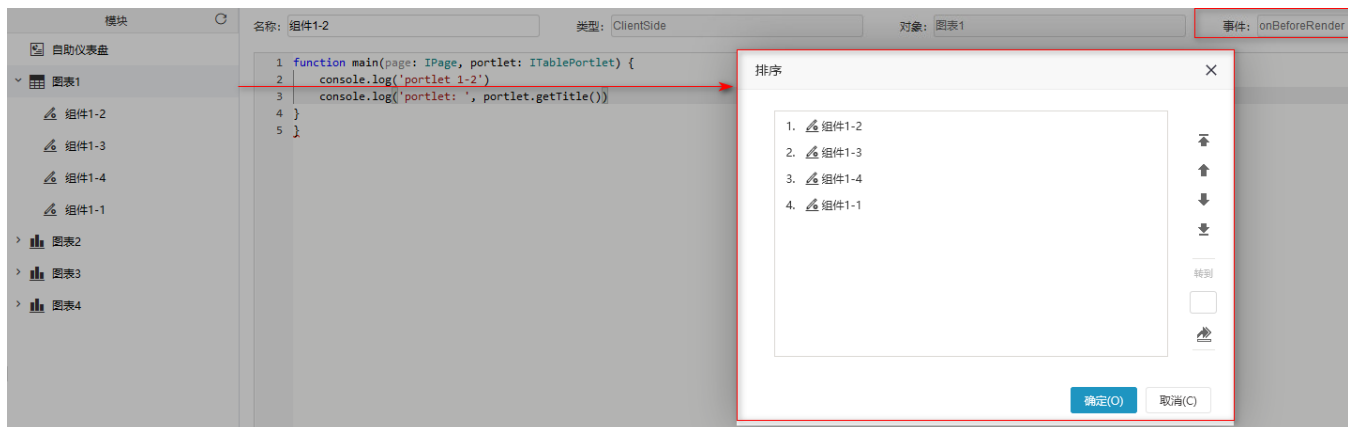 模块
名称: 组件1-2
类型: ClientSide
对象: 图表1
事件: onBeforeRender
自助仪表盘
图表1
组件1-2
组件1-3
组件1-4
组件1-1
图表2
图表3
图表4
1 function main(page: IPage, portlet: ITablePortlet) {
2 console.log('portlet 1-2')
3 console.log('portlet: ', portlet.getTitle())
4 }
5 }
排序
1. 组件1-2
2. 组件1-3
3. 组件1-4
4. 组件1-1
转到
确定(O)
取消(C)